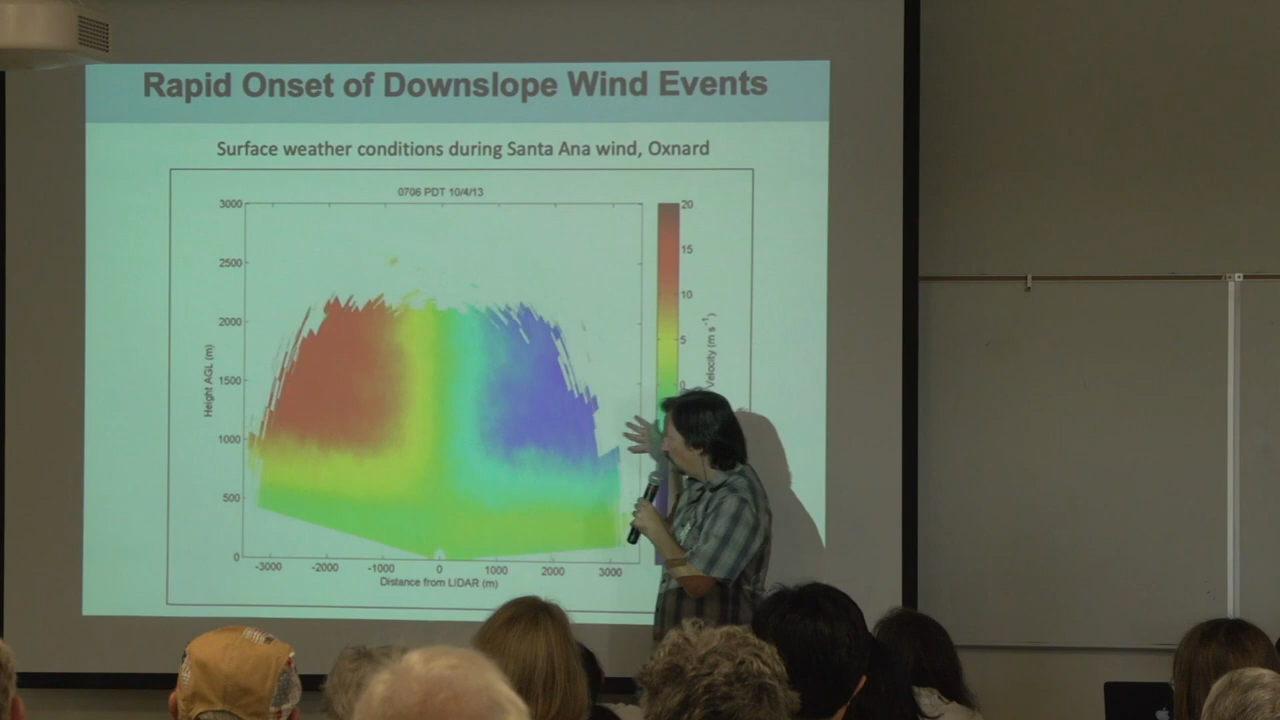 Rapid Onset of Downslope Wind Events
Surface weather conditions during Santa Ana wind, Oxnard
0706 PDT 10/4/13
3000
2500
2000
1500
1000
500
0
Height AGL (m)
-3000 -2000 -1000 0 1000 2000 3000
Distance from LIDAR (m)
20
15
10
5
0
Velocity (m s⁻¹)